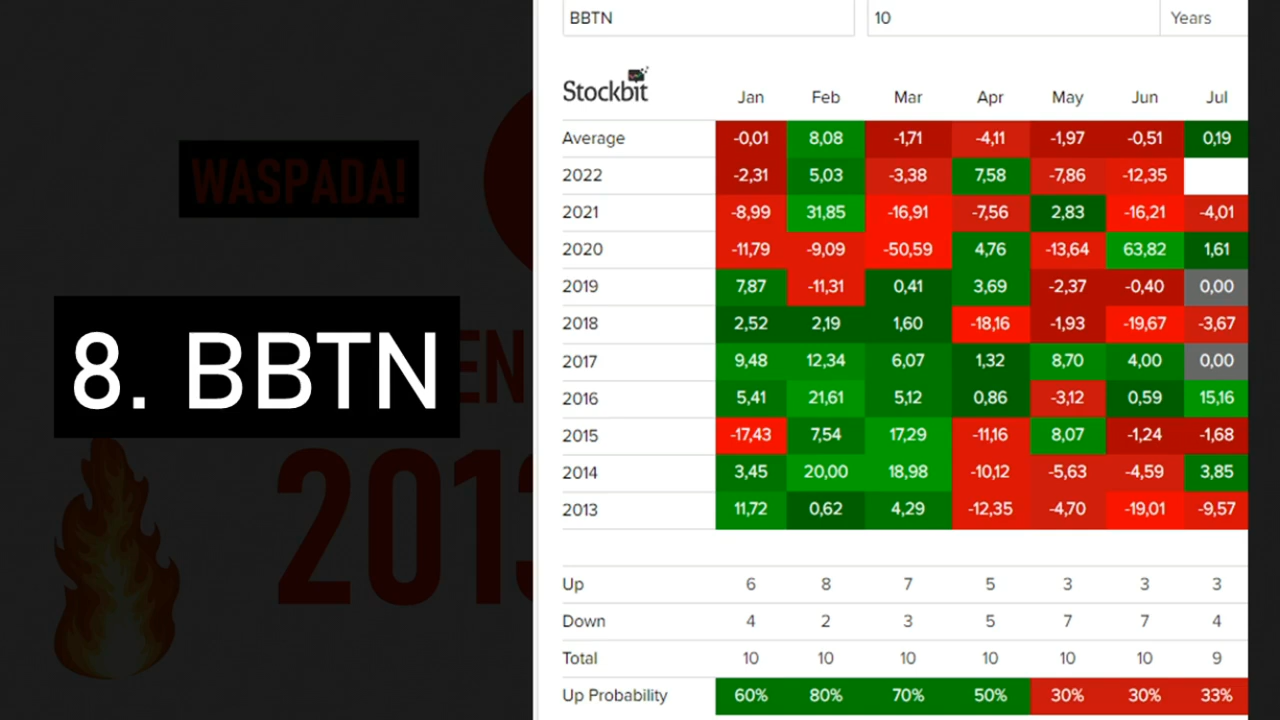 BBTN 10 Years
Stockbit Jan Feb Mar Apr May Jun Jul
Average -0,01 8,08 -1,71 -4,11 -1,97 -0,51 0,19
2022 -2,31 5,03 -3,38 7,58 -7,86 -12,35
2021 -8,99 31,85 -16,91 -7,56 2,83 -16,21 -4,01
2020 -11,79 -9,09 -50,59 4,76 -13,64 63,82 1,61
2019 7,87 -11,31 0,41 3,69 -2,37 -0,40 0,00
2018 2,52 2,19 1,60 -18,16 -1,93 -19,67 -3,67
2017 9,48 12,34 6,07 1,32 8,70 4,00 0,00
2016 5,41 21,61 5,12 0,86 -3,12 0,59 15,16
2015 -17,43 7,54 17,29 -11,16 8,07 -1,24 -1,68
2014 3,45 20,00 18,98 -10,12 -5,63 -4,59 3,85
2013 11,72 0,62 4,29 -12,35 -4,70 -19,01 -9,57
Up 6 8 7 5 3 3 3
Down 4 2 3 5 7 7 4
Total 10 10 10 10 10 10 9
Up Probability 60% 80% 70% 50% 30% 30% 33%
WASPADA!
8. BBTN
EN
2013